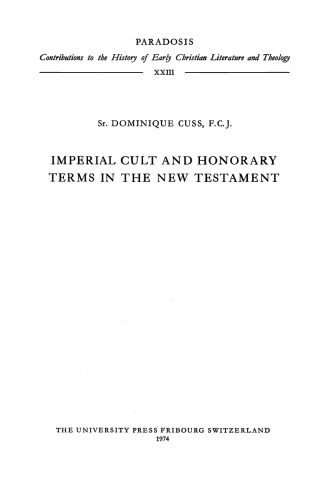 PARADOSIS
Contributions to the History of Early Christian Literature and Theology
XXIII
Sr. DOMINIQUE CUSS, F.C.J.
IMPERIAL CULT AND HONORARY
TERMS IN THE NEW TESTAMENT
THE UNIVERSITY PRESS FRIBOURG SWITZERLAND
1974